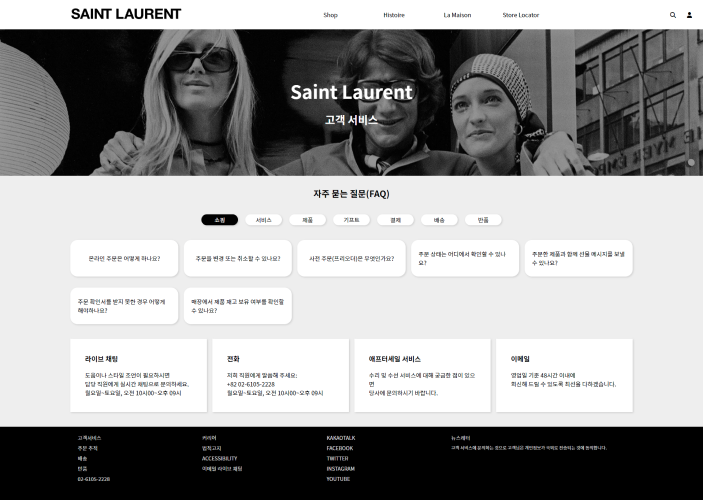 SAINT LAURENT
Shop Histoire La Maison Store Locator
Saint Laurent
고객 서비스
자주 묻는 질문(FAQ)
쇼핑 서비스 제품 기프트 결제 배송 반품
온라인 주문은 어떻게 하나요?
주문을 변경 또는 취소할 수 있나요?
사전 주문(프리오더)은 무엇인가요?
주문 상태는 어디에서 확인할 수 있나요?
주문한 제품과 함께 선물 메시지를 보낼 수 있나요?
주문 확인서를 받지 못한 경우 어떻게 해야하나요?
매장에서 제품 재고 보유 여부를 확인할 수 있나요?
라이브 채팅
도움이나 스타일 조언이 필요하시면
담당 직원에게 실시간 채팅으로 문의하세요.
월요일~토요일, 오전 10시00~오후 09시
전화
저희 직원에게 말씀해 주세요:
+82 02-6105-2228
월요일~토요일, 오전 10시00~오후 09시
애프터세일 서비스
수리 및 수선 서비스에 대해 궁금한 점이 있으면
당사에 문의하시기 바랍니다.
이메일
영업일 기준 48시간 이내에
회신해 드릴 수 있도록 최선을 다하겠습니다.
고객서비스
주문 추적
배송
반품
02-6105-2228
커리어
법적고지
ACCESSIBILITY
이메일 라이브 채팅
KAKAOTALK
FACEBOOK
TWITTER
INSTAGRAM
YOUTUBE
뉴스레터